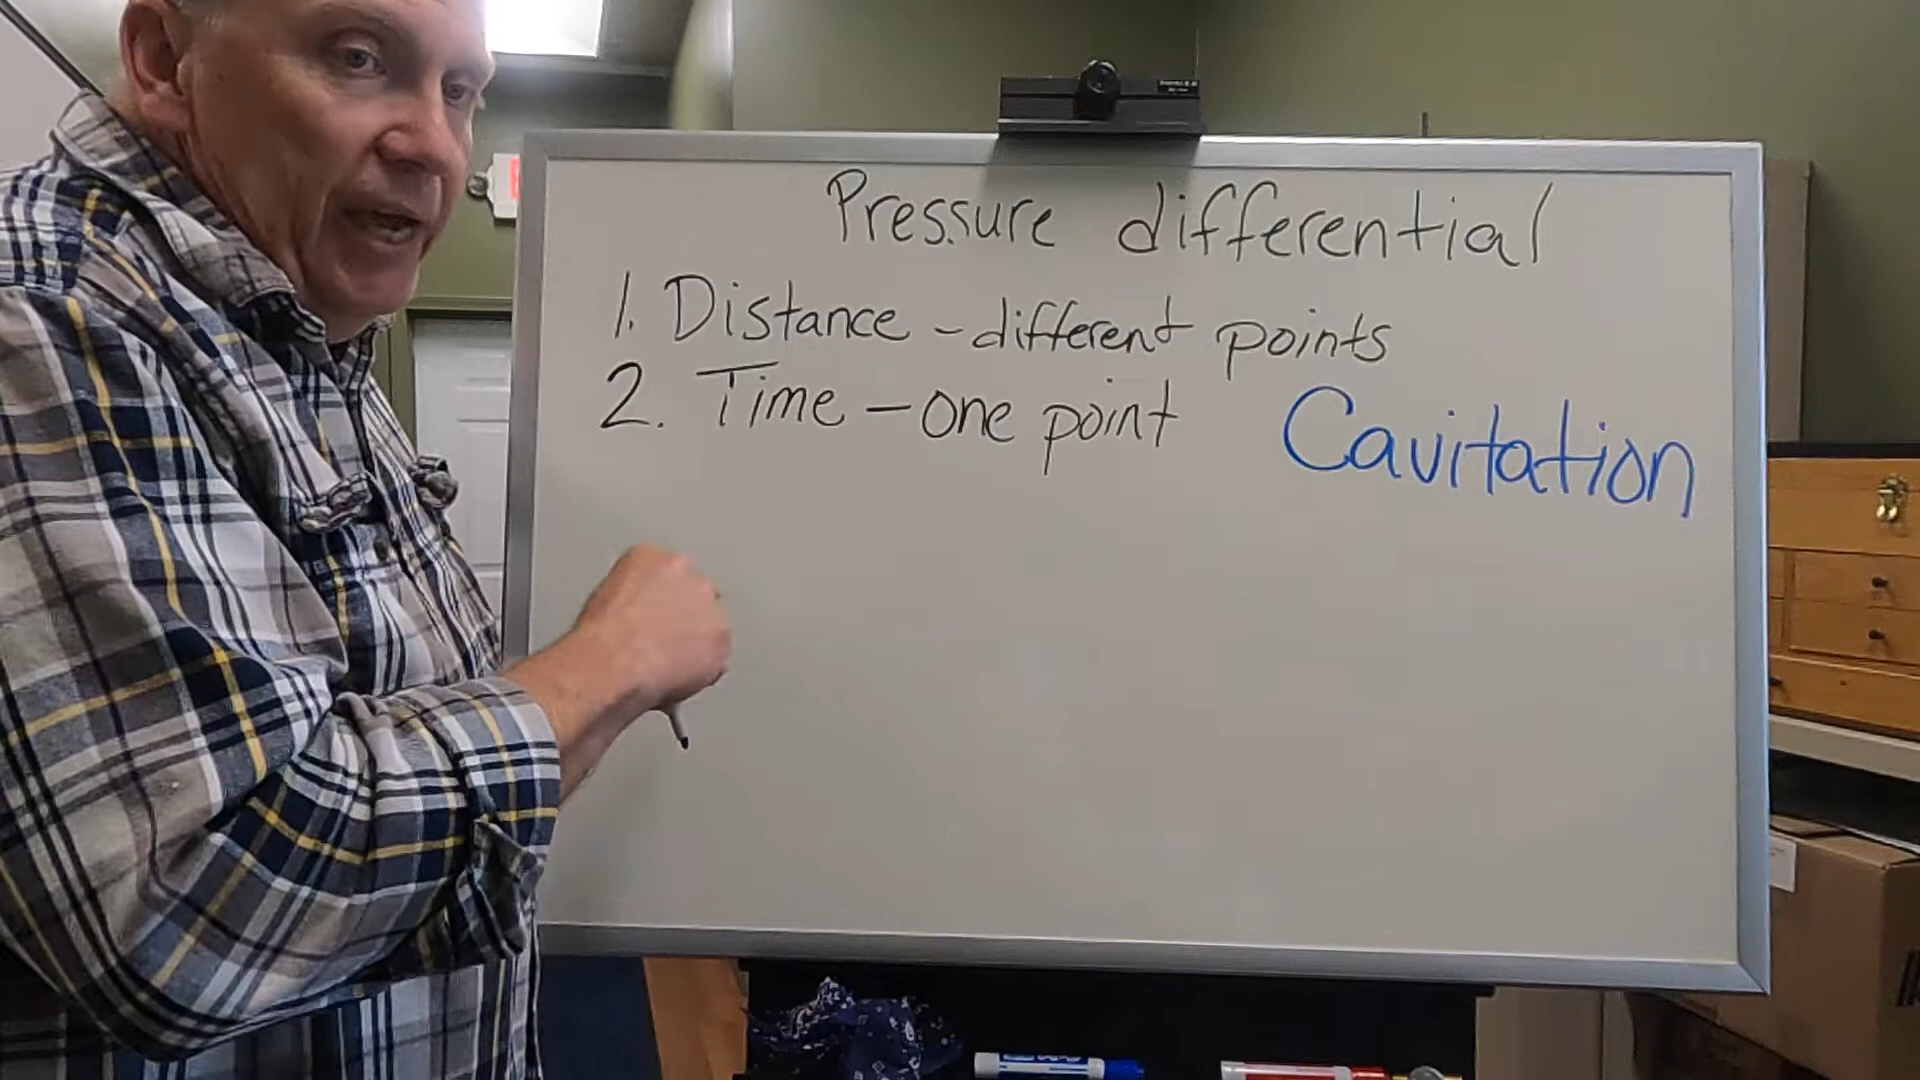 Pressure differential
1. Distance - different points
2. Time - one point
Cavitation